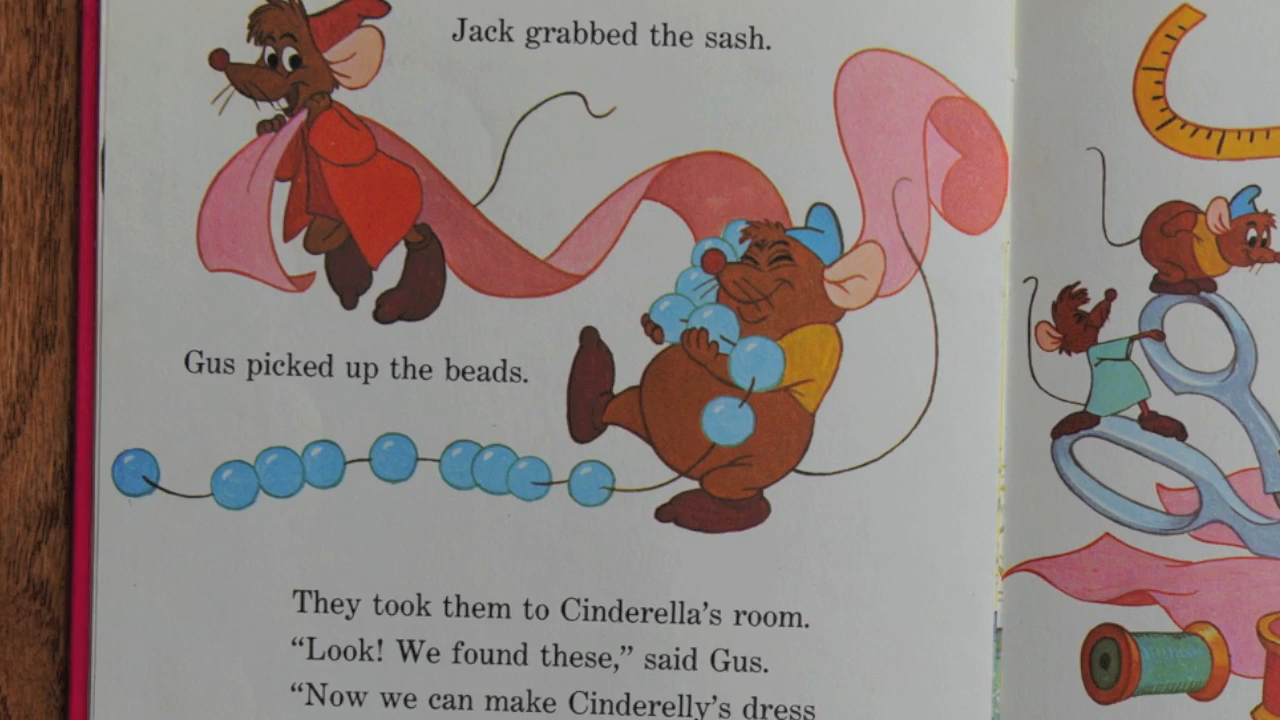 Jack grabbed the sash.
Gus picked up the beads.
They took them to Cinderella's room.
“Look! We found these,” said Gus.
“Now we can make Cinderelly's dress